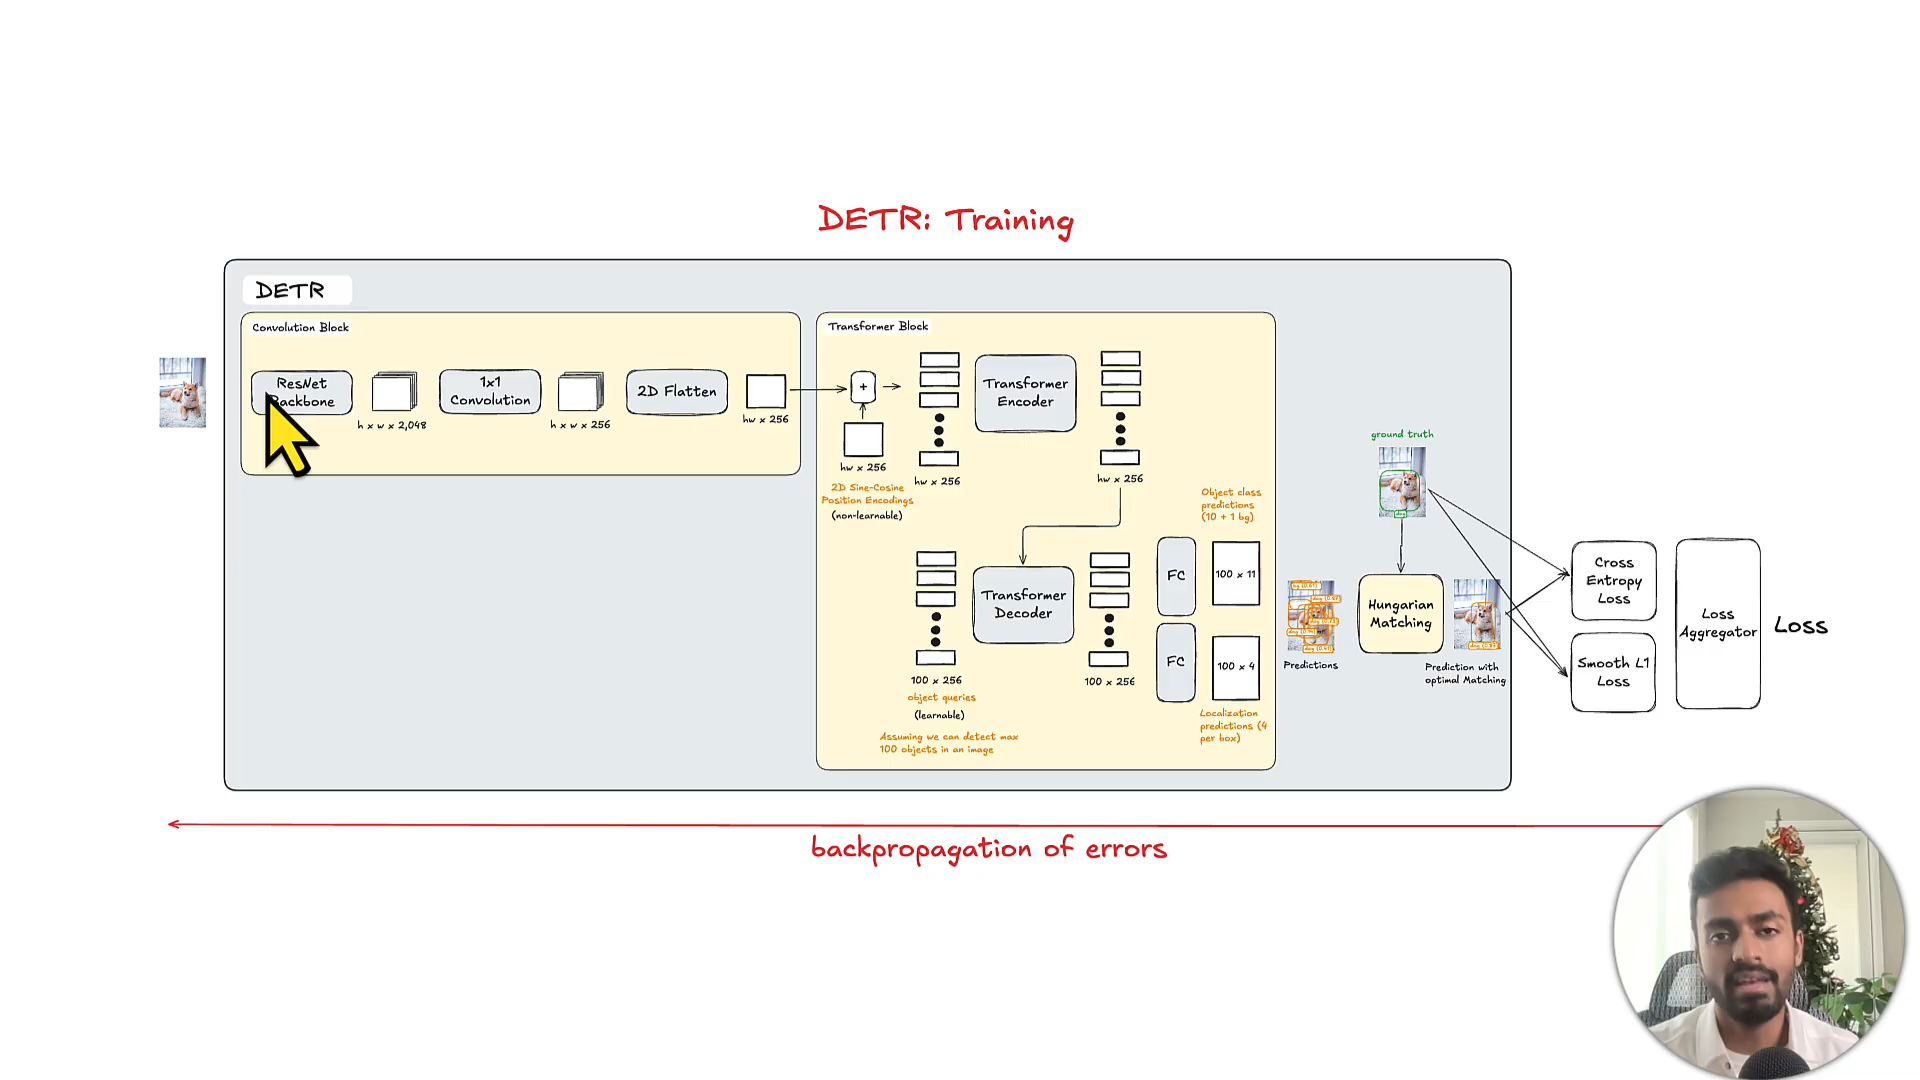 DETR: Training
DETR
Convolution Block
ResNet
Backbone
h x w x 2,048
1x1
Convolution
h x w x 256
2D Flatten
hw x 256
Transformer Block
+
hw x 256
2D Sine-Cosine
Position Encodings
(non-learnable)
hw x 256
Transformer
Encoder
hw x 256
100 x 256
object queries
(learnable)
Assuming we can detect max
100 objects in an image
Transformer
Decoder
100 x 256
FC
FC
Object class
predictions
(10 + 1 bg)
100 x 11
100 x 4
Localization
predictions (4
per box)
Predictions
ground truth
dog
Hungarian
Matching
Prediction with
optimal Matching
Cross
Entropy
Loss
Smooth L1
Loss
Loss
Aggregator
Loss
backpropagation of errors